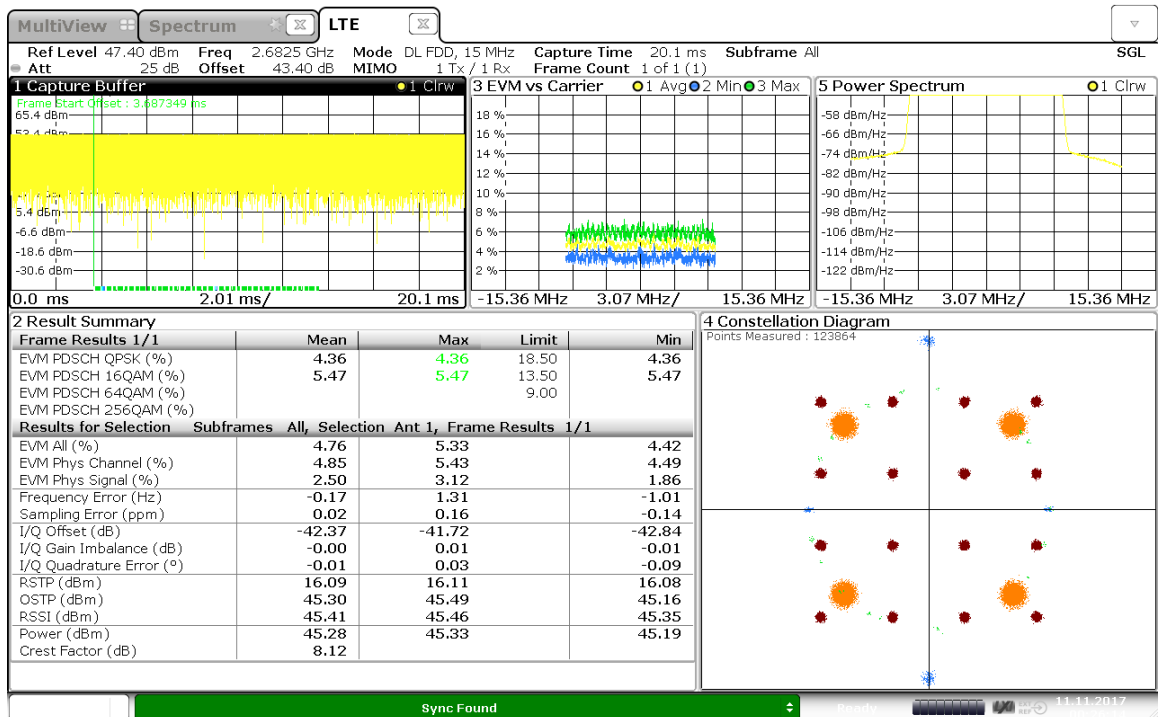 MultiView Spectrum LTE
Ref Level 47.40 dBm Freq 2.6825 GHz Mode DL FDD, 15 MHz Capture Time 20.1 ms Subframe All SGL
Att 25 dB Offset 43.40 dB MIMO 1 Tx / 1 Rx Frame Count 1 of 1 (1)
1 Capture Buffer 1 Clrw
Frame Start Offset : 3.687349 ms
65.4 dBm
53.4 dBm
5.4 dBm
-6.6 dBm
-18.6 dBm
-30.6 dBm
0.0 ms 2.01 ms/ 20.1 ms
3 EVM vs Carrier 1 Avg 2 Min 3 Max
18 %
16 %
14 %
12 %
10 %
8 %
6 %
4 %
2 %
-15.36 MHz 3.07 MHz/ 15.36 MHz
5 Power Spectrum 1 Clrw
-58 dBm/Hz
-66 dBm/Hz
-74 dBm/Hz
-82 dBm/Hz
-90 dBm/Hz
-98 dBm/Hz
-106 dBm/Hz
-114 dBm/Hz
-122 dBm/Hz
-15.36 MHz 3.07 MHz/ 15.36 MHz
2 Result Summary
Frame Results 1/1 Mean Max Limit Min
EVM PDSCH QPSK (%) 4.36 4.36 18.50 4.36
EVM PDSCH 16QAM (%) 5.47 5.47 13.50 5.47
EVM PDSCH 64QAM (%) 9.00
EVM PDSCH 256QAM (%)
Results for Selection Subframes All, Selection Ant 1, Frame Results 1/1
EVM All (%) 4.76 5.33 4.42
EVM Phys Channel (%) 4.85 5.43 4.49
EVM Phys Signal (%) 2.50 3.12 1.86
Frequency Error (Hz) -0.17 1.31 -1.01
Sampling Error (ppm) 0.02 0.16 -0.14
I/Q Offset (dB) -42.37 -41.72 -42.84
I/Q Gain Imbalance (dB) -0.00 0.01 -0.01
I/Q Quadrature Error (º) -0.01 0.03 -0.09
RSTP (dBm) 16.09 16.11 16.08
OSTP (dBm) 45.30 45.49 45.16
RSSI (dBm) 45.41 45.46 45.35
Power (dBm) 45.28 45.33 45.19
Crest Factor (dB) 8.12
4 Constellation Diagram
Points Measured : 123864
Sync Found
Ready
LXI EXT REF 11.11.2017